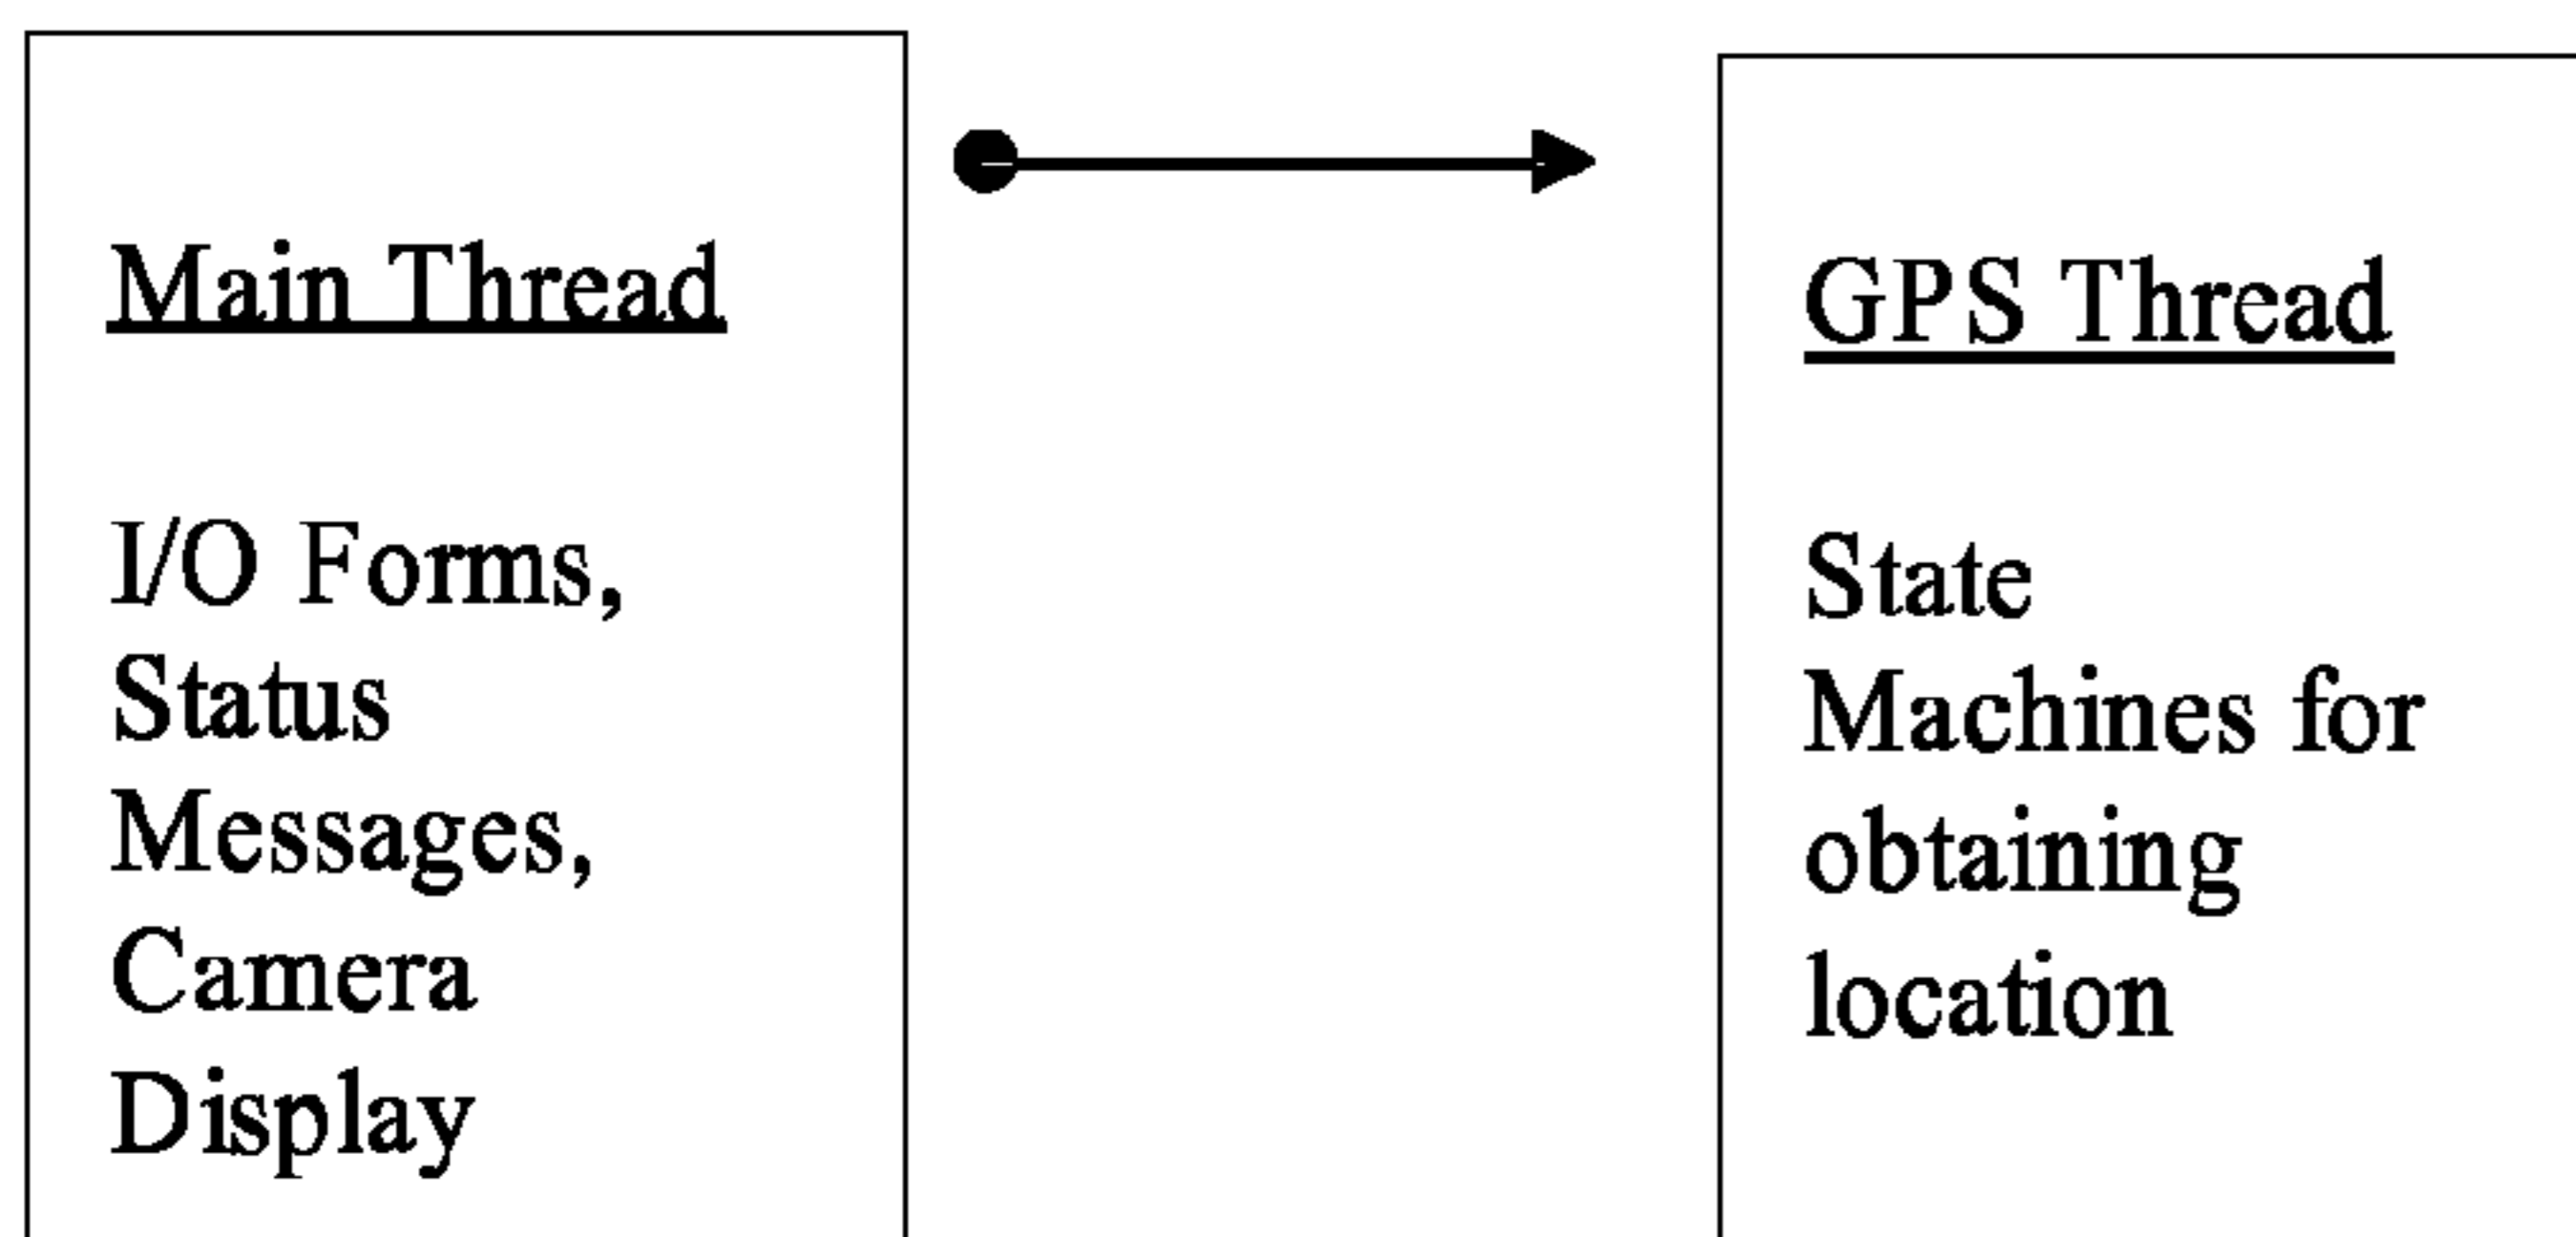 Main Thread
I/O Forms,
Status
Messages,
Camera
Display
GPS Thread
State
Machines for
obtaining
location